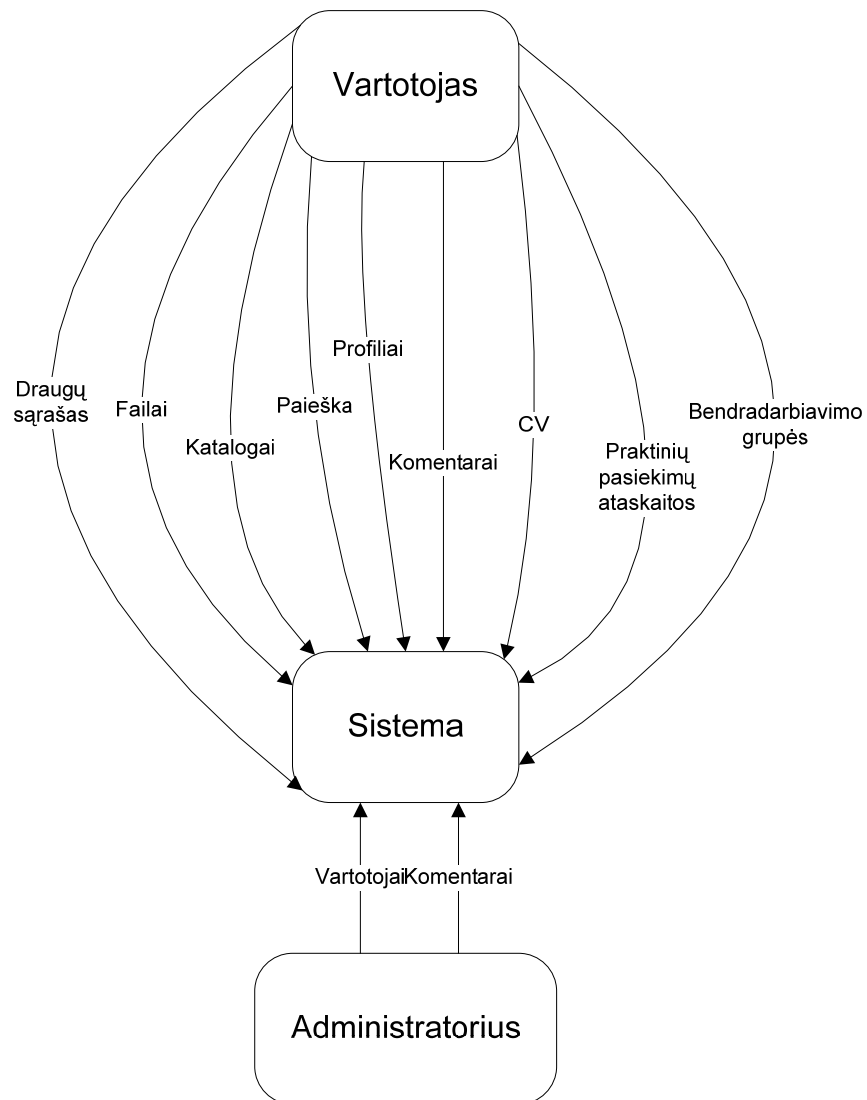 Vartotojas
Draugų
sąrašas
Failai
Katalogai
Paieška
Profiliai
Komentarai
CV
Praktinių
pasiekimų
ataskaitos
Bendradarbiavimo
grupės
Sistema
Vartotojai
Komentarai
Administratorius